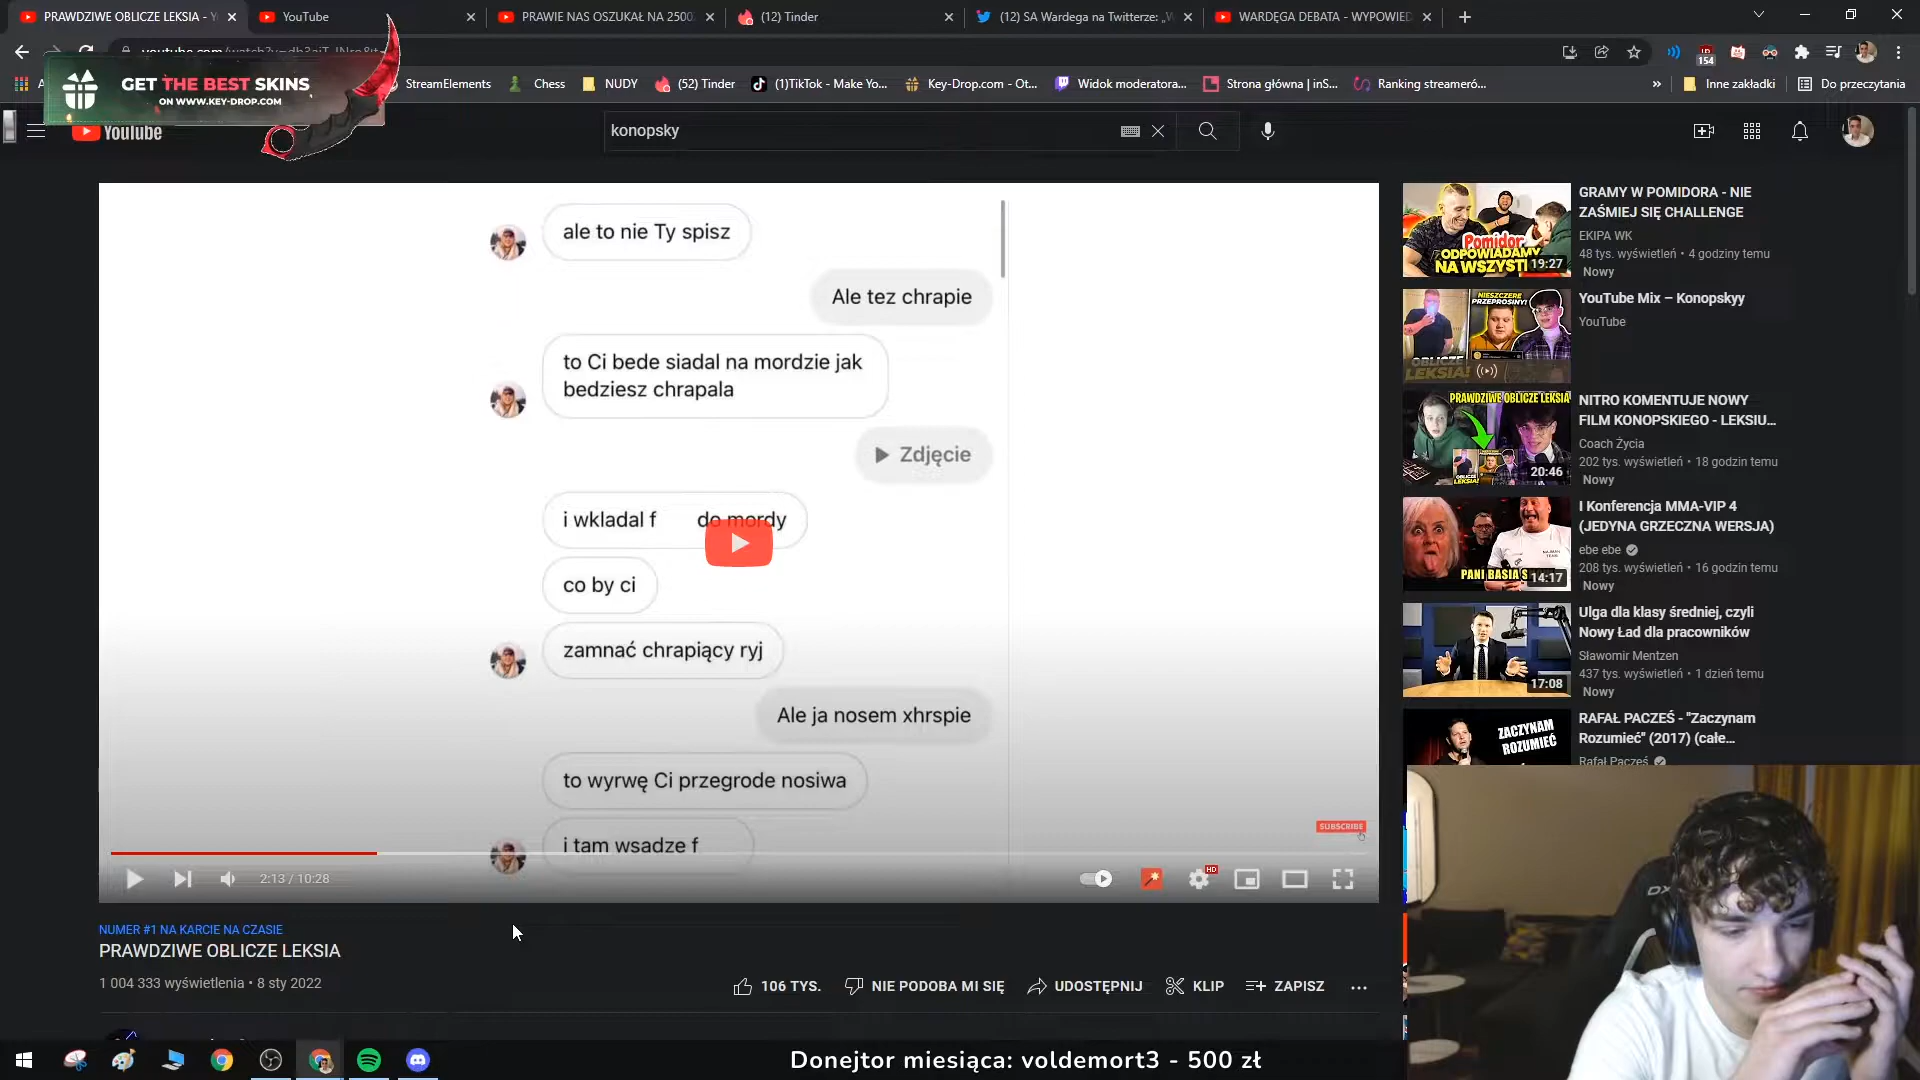 PRAWDZIWE OBLICZE LEKSIA - Y
YouTube
PRAWIE NAS OSZUKAŁ NA 2500
(12) Tinder
(12) SA Wardega na Twitterze: „V
WARDĘGA DEBATA - WYPOWIED
GET THE BEST SKINS
ON WWW.KEY-DROP.COM
StreamElements
Chess
NUDY
(52) Tinder
(1)TikTok - Make Yo...
Key-Drop.com - Ot...
Widok moderatora...
Strona główna | inS...
Ranking streameró...
»
Inne zakładki
Do przeczytania
154
YouTube
konopsky
ale to nie Ty spisz
Ale tez chrapie
to Ci bede siadal na mordzie jak
bedziesz chrapala
Zdjęcie
i wkladal f do mordy
co by ci
zamnać chrapiący ryj
Ale ja nosem xhrspie
to wyrwę Ci przegrode nosiwa
i tam wsadze f
SUBSCRIBE
2:13 / 10:28
HD
NUMER #1 NA KARCIE NA CZASIE
PRAWDZIWE OBLICZE LEKSIA
1 004 333 wyświetlenia • 8 sty 2022
106 TYS.
NIE PODOBA MI SIĘ
UDOSTĘPNIJ
KLIP
ZAPISZ
Pomidor
ODPOWIADAMY
NA WSZYST
19:27
GRAMY W POMIDORA - NIE
ZAŚMIEJ SIĘ CHALLENGE
EKIPA WK
48 tys. wyświetleń • 4 godziny temu
Nowy
NIESZCZERE
PRZEPROSINY!
OBLICZE
LEKSIA!
YouTube Mix – Konopskyy
YouTube
PRAWDZIWE OBLICZE LEKSIA
20:46
NITRO KOMENTUJE NOWY
FILM KONOPSKIEGO - LEKSIU...
Coach Życia
202 tys. wyświetleń • 18 godzin temu
Nowy
PANI BASIA S
14:17
I Konferencja MMA-VIP 4
(JEDYNA GRZECZNA WERSJA)
ebe ebe
208 tys. wyświetleń • 16 godzin temu
Nowy
17:08
Ulga dla klasy średniej, czyli
Nowy Ład dla pracowników
Sławomir Mentzen
437 tys. wyświetleń • 1 dzień temu
Nowy
ZACZYNAM
ROZUMIEĆ
RAFAŁ PACZEŚ - "Zaczynam
Rozumieć" (2017) (całe...
Rafał Pacześ
DX
Donejtor miesiąca: voldemort3 - 500 zł